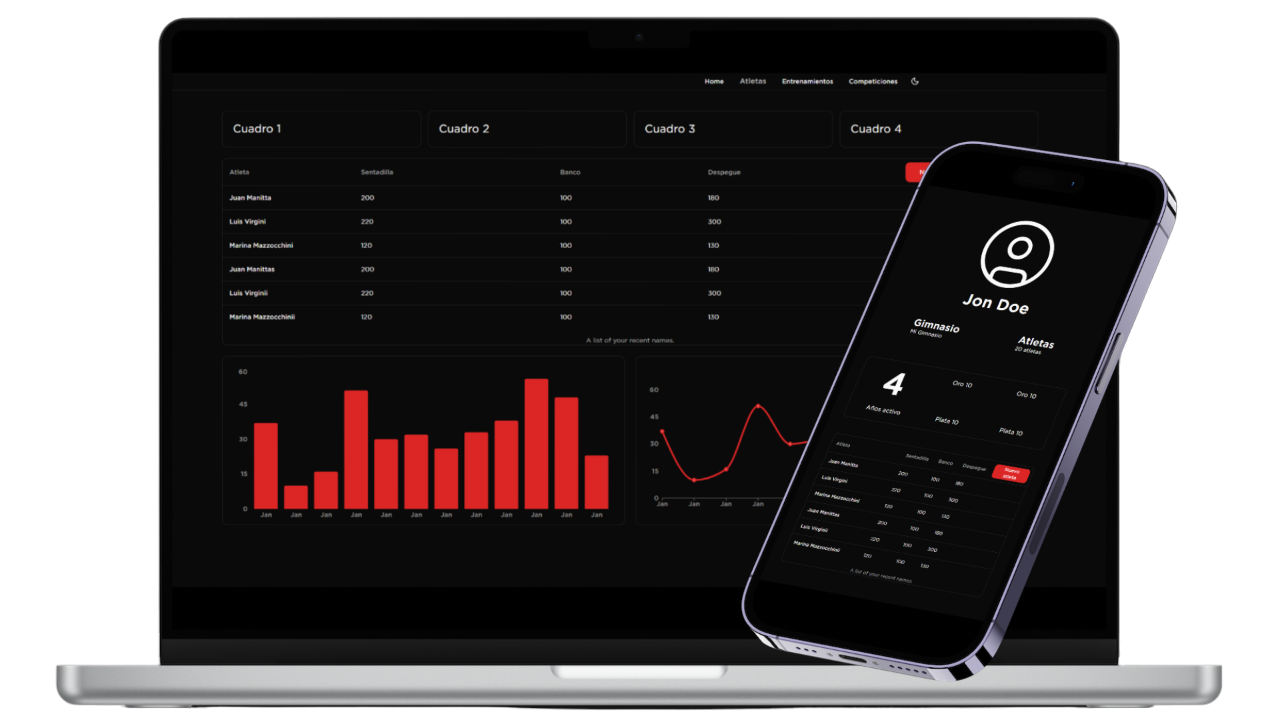 Home Atletas Entrenamientos Competiciones
Cuadro 1 Cuadro 2 Cuadro 3 Cuadro 4
Atleta Sentadilla Banco Despegue
Juan Manitta 200 100 180
Luis Virgini 220 100 300
Marina Mazzocchini 120 100 130
Juan Manittas 200 100 180
Luis Virginii 220 100 300
Marina Mazzocchinii 120 100 130
A list of your recent names.
60
45
30
15
0
Jan Jan Jan Jan Jan Jan Jan Jan Jan Jan Jan Jan
60
45
30
15
0
Jan Jan Jan Jan
Jon Doe
Gimnasio
Mi Gimnasio
Atletas
20 atletas
4
Años activo
Oro 10 Oro 10
Plata 10 Plata 10
Atleta Sentadilla Banco Despegue Nuevo
atleta
Juan Manitta 200 100 180
Luis Virgini 220 100 300
Marina Mazzocchini 120 100 130
Juan Manittas 200 100 180
Luis Virginii 220 100 300
Marina Mazzocchinii 120 100 130
A list of your recent names.